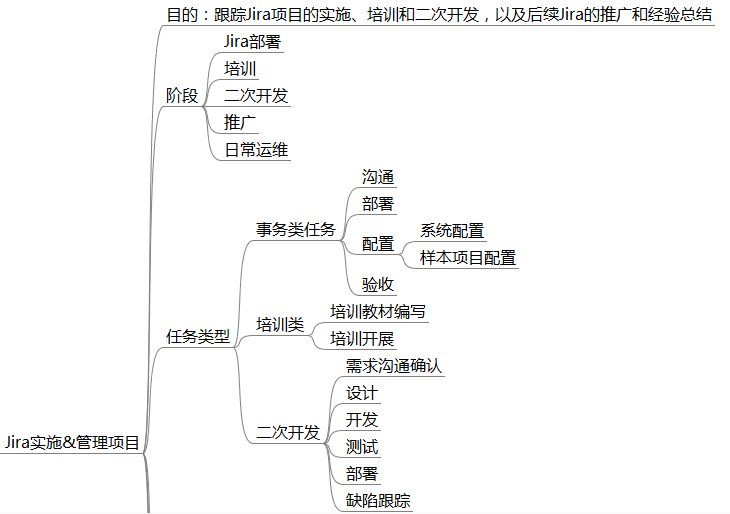 目的：跟踪Jira项目的实施、培训和二次开发，以及后续Jira的推广和经验总结
Jira部署
培训
阶段
二次开发
推广
日常运维
沟通
部署
事务类任务
系统配置
配置
样本项目配置
验收
培训教材编写
培训类
任务类型
培训开展
需求沟通确认
设计
开发
二次开发
Jira实施&管理项目
测试
部署
缺陷跟踪